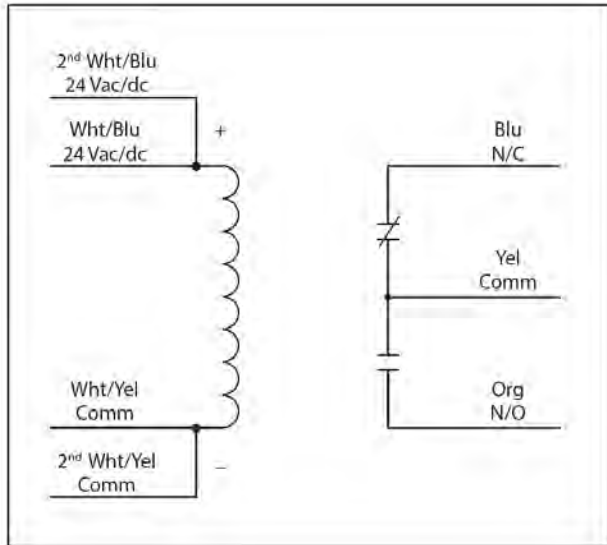 2nd Wht/Blu
24 Vac/dc
Wht/Blu
24 Vac/dc
+
Blu
N/C
Yel
Comm
Wht/Yel
Comm
Org
N/O
2nd Wht/Yel
Comm
–